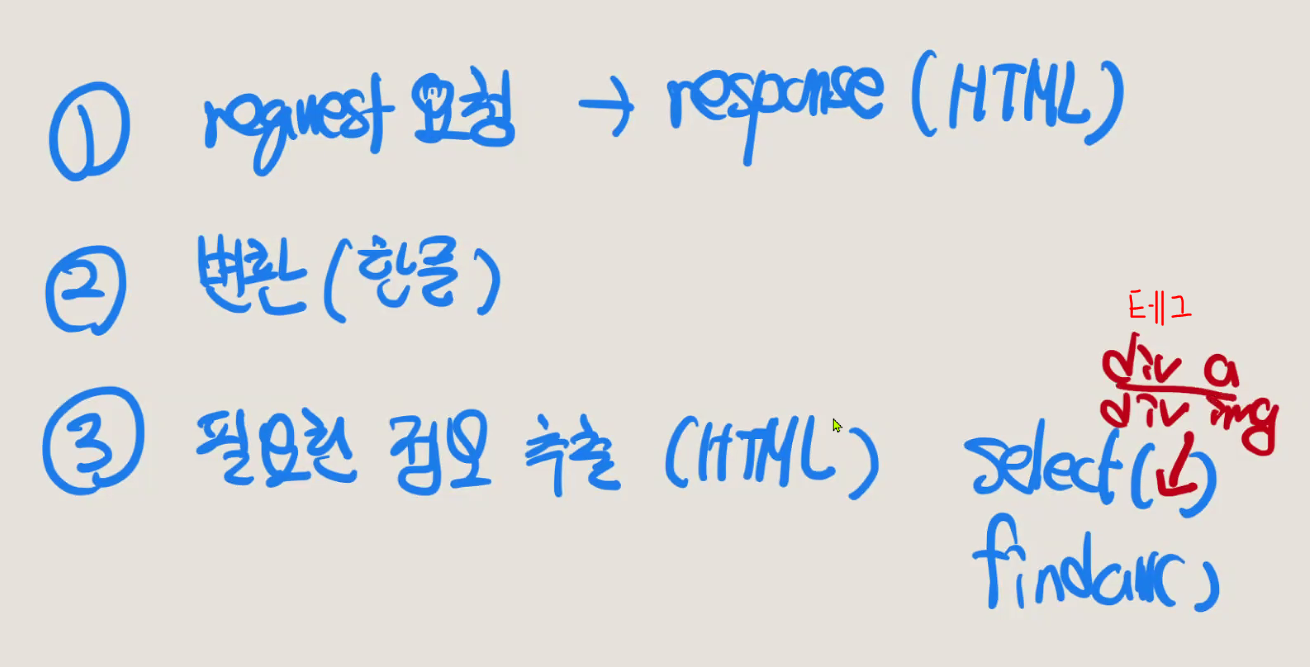 ① request 요청 → response (HTML)
② 변환 (한글)
테그
div a
div img
③ 필요한 정보 추출 (HTML) select(↓)
findall()